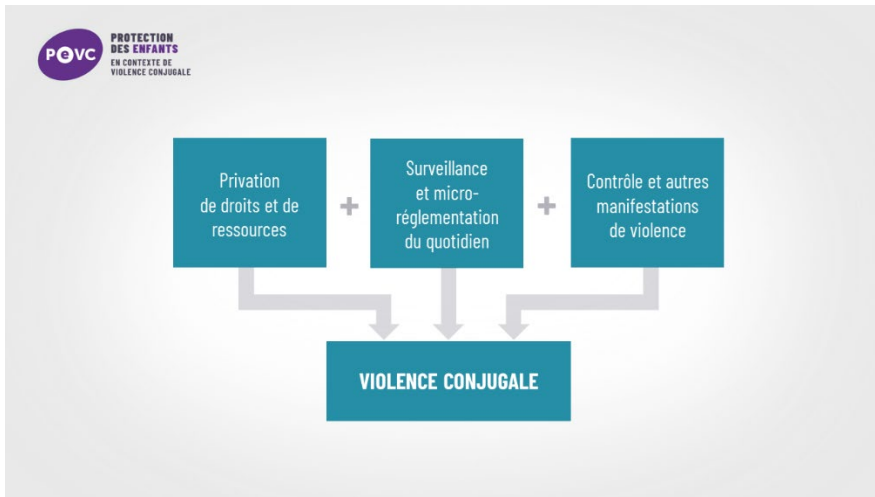 PeVC
PROTECTION
DES ENFANTS
EN CONTEXTE DE
VIOLENCE CONJUGALE
Privation
de droits et de
ressources
+
Surveillance
et micro-
réglementation
du quotidien
+
Contrôle et autres
manifestations
de violence
VIOLENCE CONJUGALE